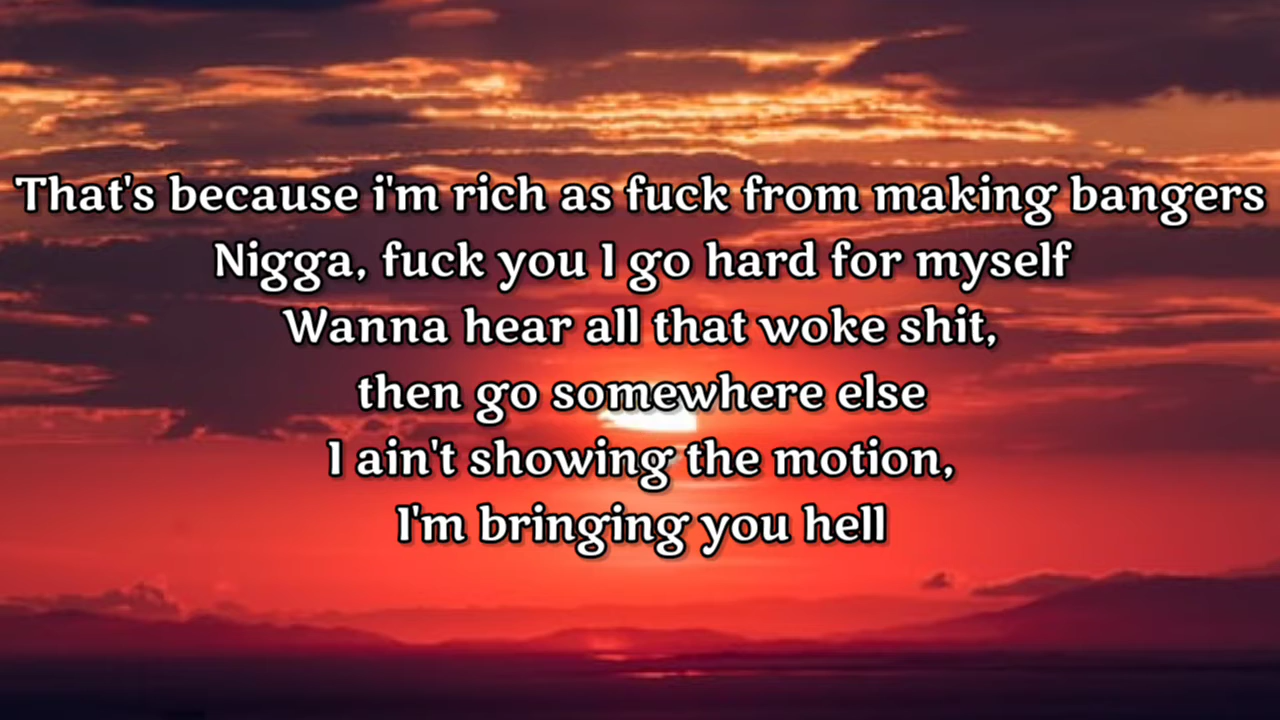 That's because i'm rich as fuck from making bangers
Nigga, fuck you I go hard for myself
Wanna hear all that woke shit,
then go somewhere else
I ain't showing the motion,
I'm bringing you hell